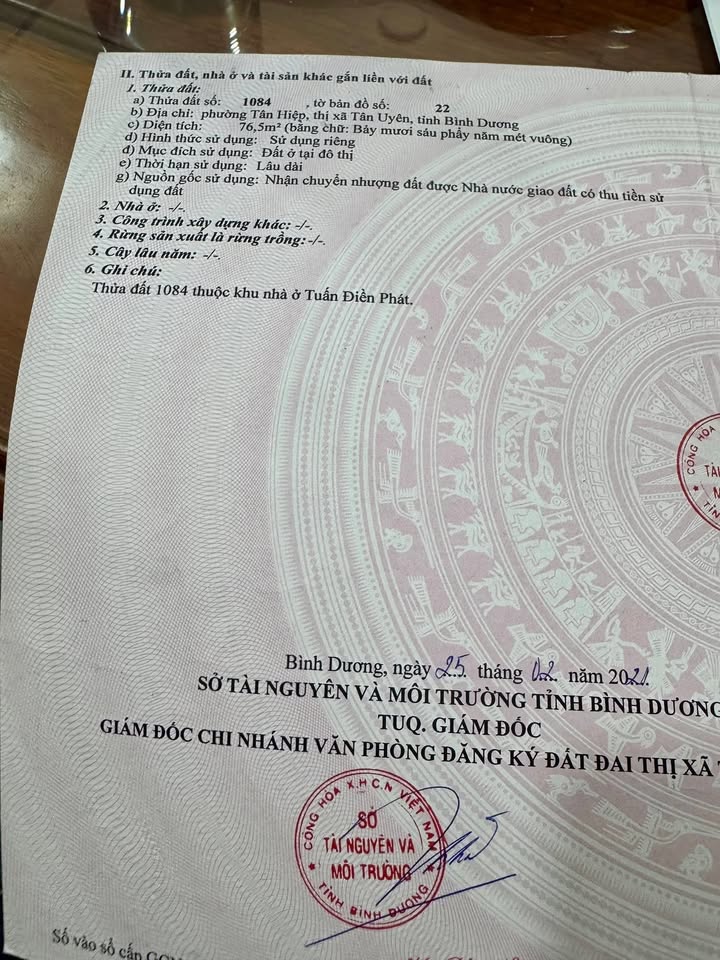 II. Thửa đất, nhà ở và tài sản khác gắn liền với đất
1. Thửa đất:
a) Thửa đất số: 1084 , tờ bản đồ số: 22
b) Địa chỉ: phường Tân Hiệp, thị xã Tân Uyên, tỉnh Bình Dương
c) Diện tích: 76,5m² (bằng chữ: Bảy mươi sáu phẩy năm mét vuông)
d) Hình thức sử dụng: Sử dụng riêng
đ) Mục đích sử dụng: Đất ở tại đô thị
e) Thời hạn sử dụng: Lâu dài
g) Nguồn gốc sử dụng: Nhận chuyển nhượng đất được Nhà nước giao đất có thu tiền sử
dụng đất
2. Nhà ở: -/-.
3. Công trình xây dựng khác: -/-.
4. Rừng sản xuất là rừng trồng: -/-.
5. Cây lâu năm: -/-.
6. Ghi chú:
Thửa đất 1084 thuộc khu nhà ở Tuấn Điền Phát.
CỘNG HÒA
TÀI
TỈN
Bình Dương, ngày 25 tháng 02 năm 2021.
SỞ TÀI NGUYÊN VÀ MÔI TRƯỜNG TỈNH BÌNH DƯƠNG
TUQ. GIÁM ĐỐC
GIÁM ĐỐC CHI NHÁNH VĂN PHÒNG ĐĂNG KÝ ĐẤT ĐAI THỊ XÃ
CỘNG HÒA X.H.C.N VIỆT NAM
SỞ
TÀI NGUYÊN VÀ
MÔI TRƯỜNG
TỈNH BÌNH DƯƠNG
Số vào sổ cấp